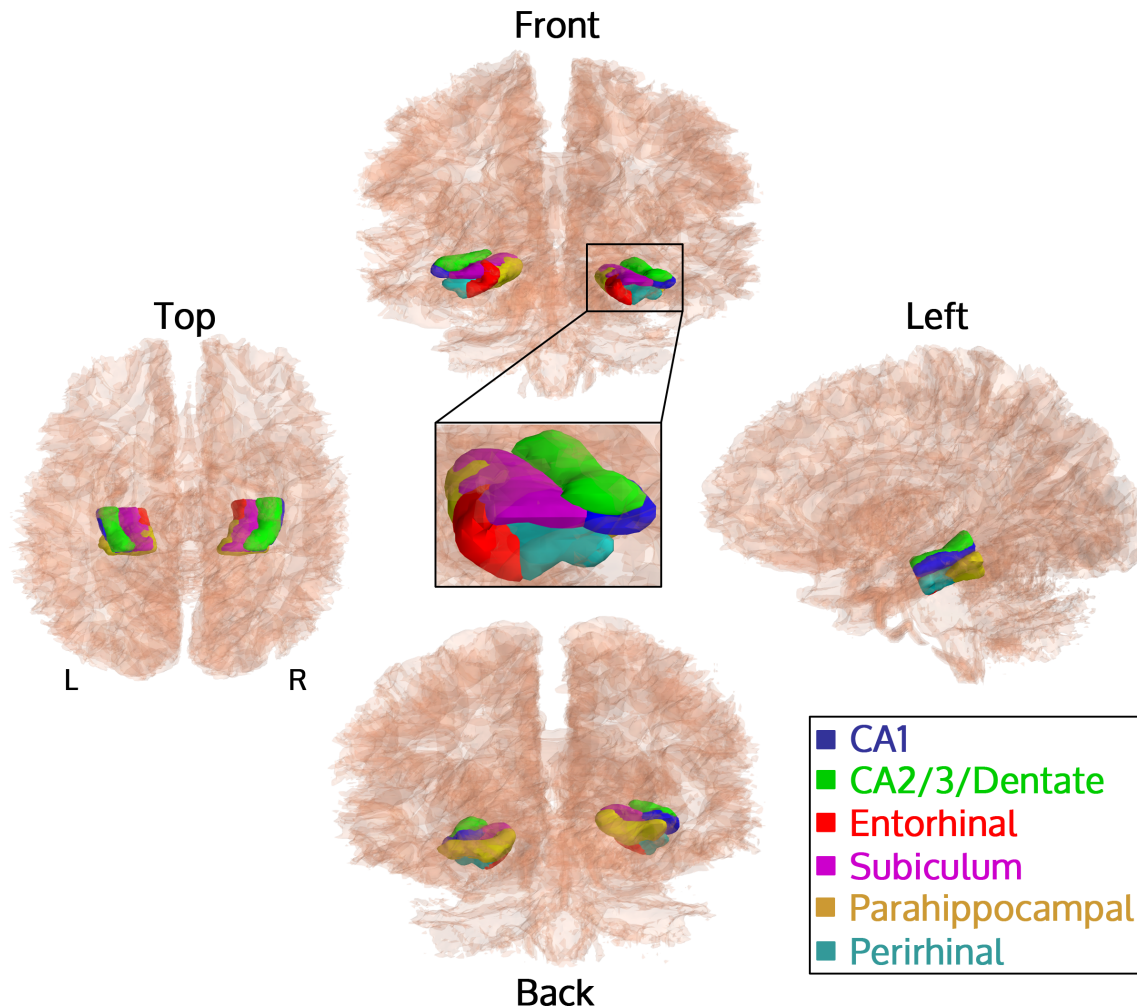 Front
Top
Left
L
R
CA1
CA2/3/Dentate
Entorhinal
Subiculum
Parahippocampal
Perirhinal
Back